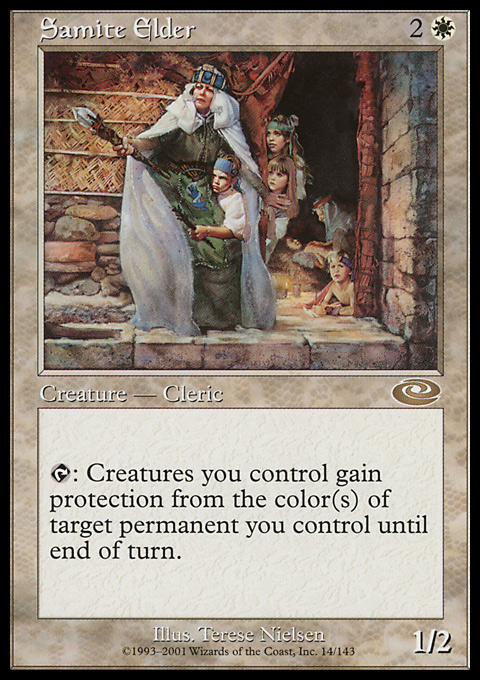 Samite Elder 2
Creature — Cleric
: Creatures you control gain
protection from the color(s) of
target permanent you control until
end of turn.
Illus. Terese Nielsen
©1993–2001 Wizards of the Coast, Inc. 14/143
1/2